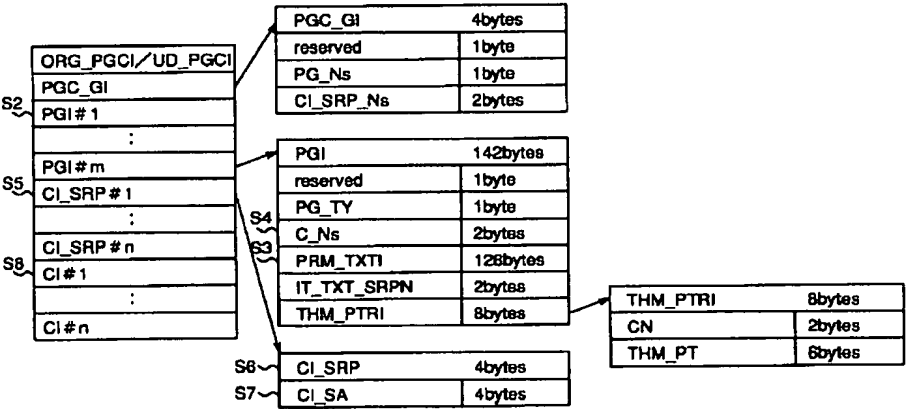 ORG_PGCI/UD_PGCI
PGC_GI
S2 PGI#1
:
PGI#m
S5 CI_SRP#1
:
CI_SRP#n
S8 CI#1
:
CI#n
PGC_GI 4bytes
reserved 1byte
PG_Ns 1byte
CI_SRP_Ns 2bytes
PGI 142bytes
reserved 1byte
PG_TY 1byte
S4 C_Ns 2bytes
S3 PRM_TXTI 128bytes
IT_TXT_SRPN 2bytes
THM_PTRI 8bytes
S6 CI_SRP 4bytes
S7 CI_SA 4bytes
THM_PTRI 8bytes
CN 2bytes
THM_PT 6bytes